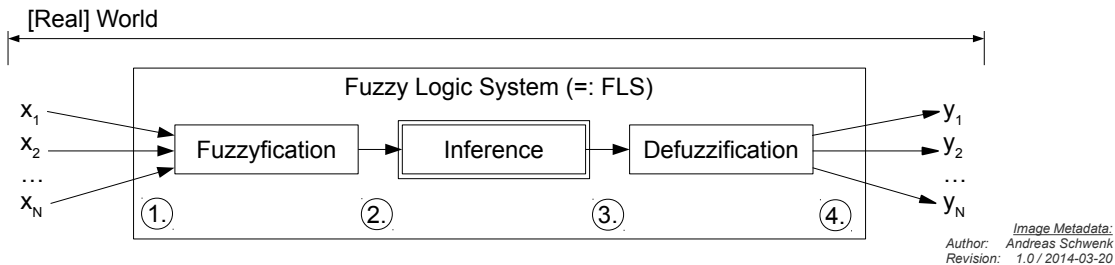 [Real] World
Fuzzy Logic System (=: FLS)
x1
x2
...
xN
Fuzzyfication
Inference
Defuzzification
y1
y2
...
yN
1.
2.
3.
4.
Image Metadata:
Author: Andreas Schwenk
Revision: 1.0 / 2014-03-20